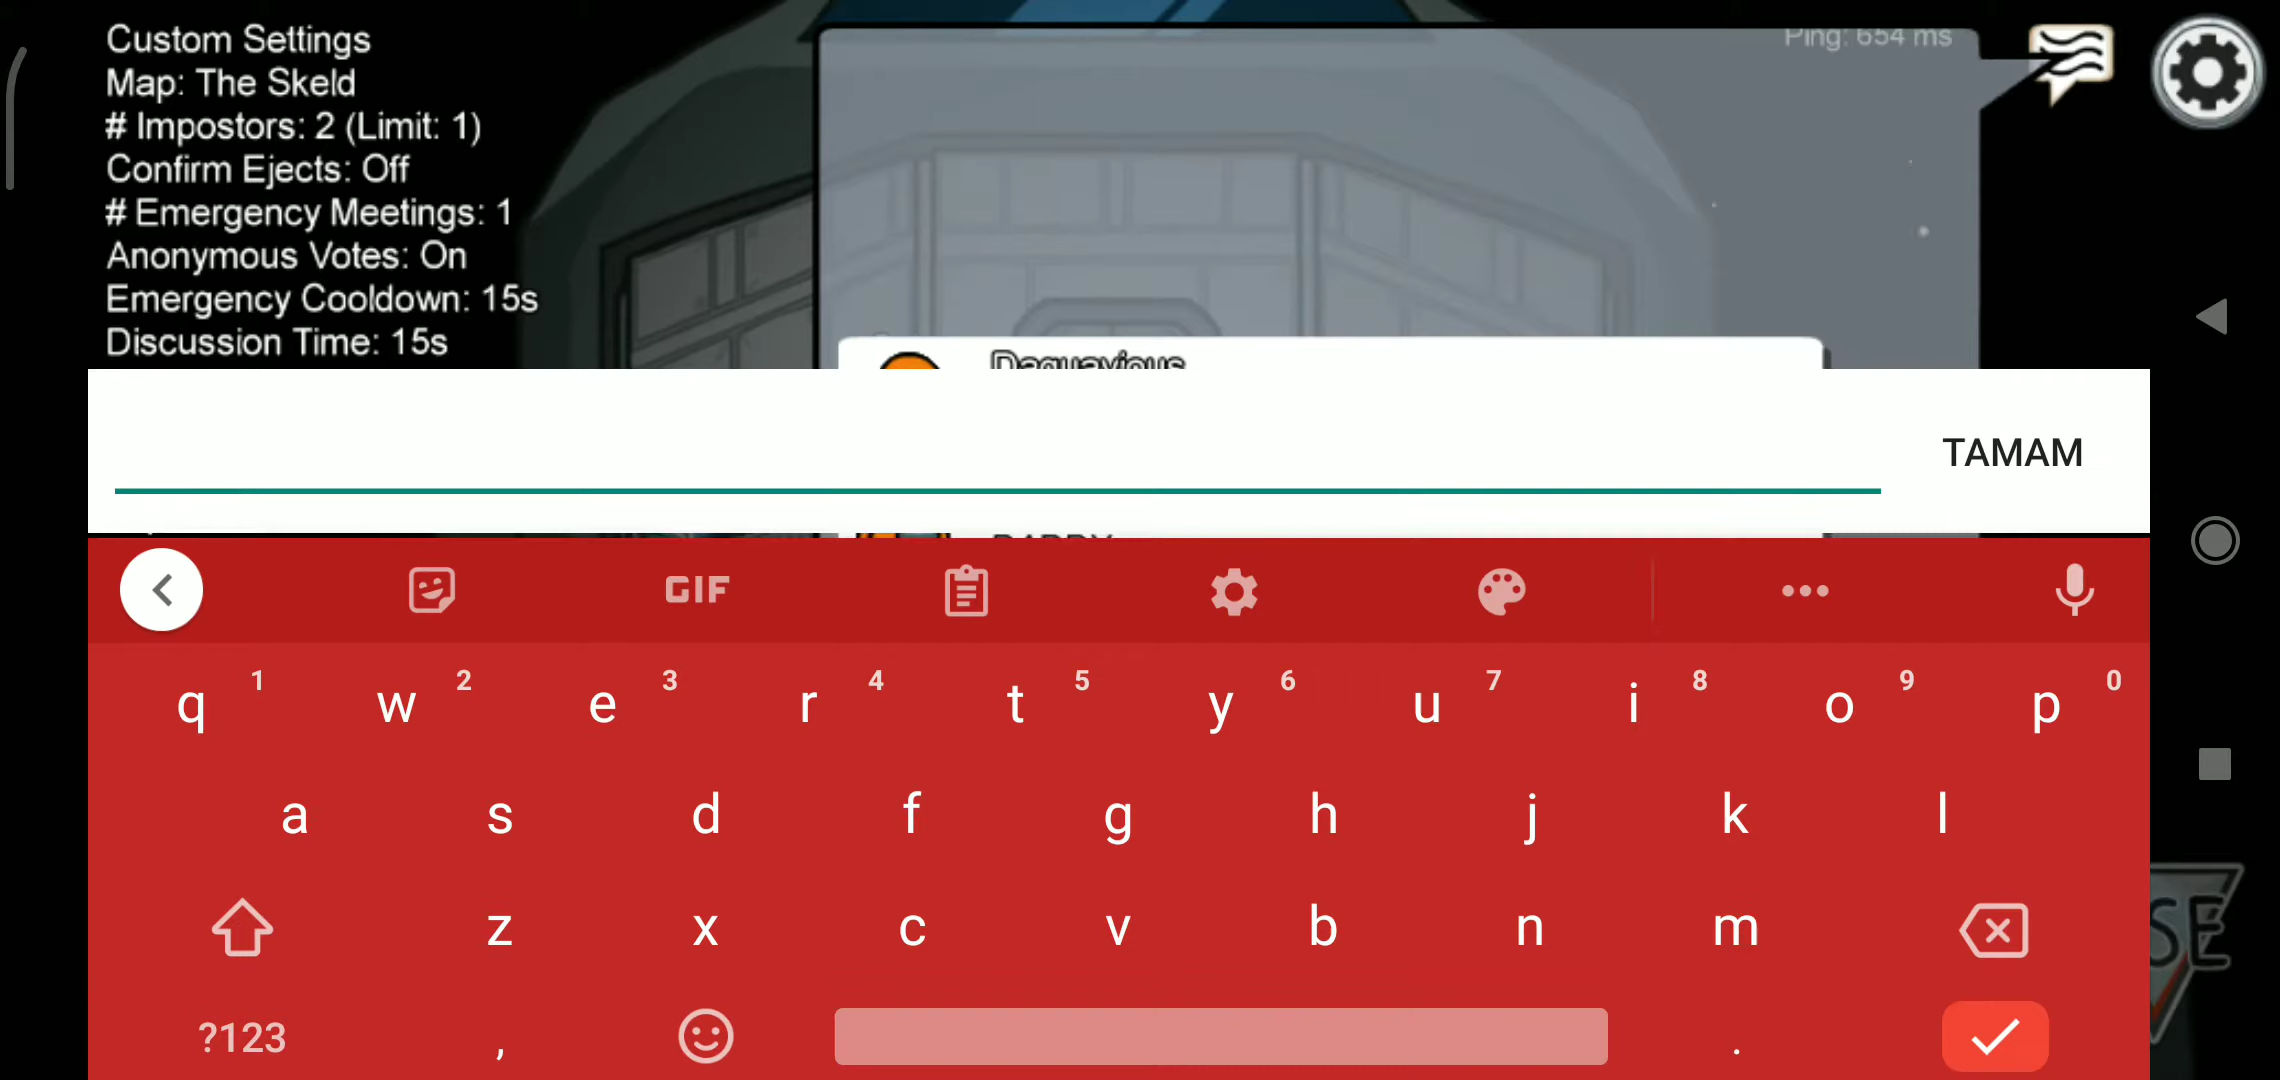 Custom Settings
Map: The Skeld
# Impostors: 2 (Limit: 1)
Confirm Ejects: Off
# Emergency Meetings: 1
Anonymous Votes: On
Emergency Cooldown: 15s
Discussion Time: 15s
Ping: 654 ms
Daquavious
TAMAM
GIF
q 1 w 2 e 3 r 4 t 5 y 6 u 7 i 8 o 9 p 0
a s d f g h j k l
z x c v b n m
?123 , .
SE